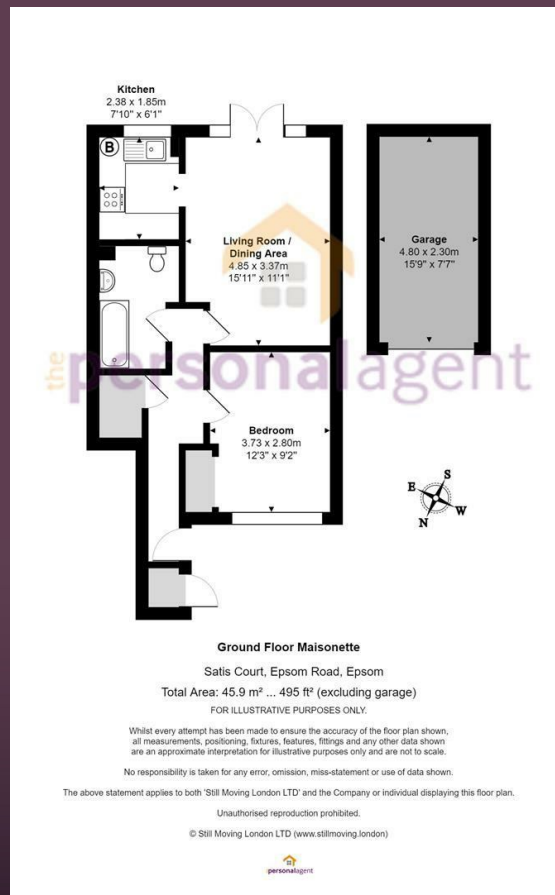 Kitchen
2.38 x 1.85m
7'10" x 6'1"
B
Living Room /
Dining Area
4.85 x 3.37m
15'11" x 11'1"
Garage
4.80 x 2.30m
15'9" x 7'7"
the personalagent
Bedroom
3.73 x 2.80m
12'3" x 9'2"
S
E
W
N
Ground Floor Maisonette
Satis Court, Epsom Road, Epsom
Total Area: 45.9 m² ... 495 ft² (excluding garage)
FOR ILLUSTRATIVE PURPOSES ONLY.
Whilst every attempt has been made to ensure the accuracy of the floor plan shown,
all measurements, positioning, fixtures, features, fittings and any other data shown
are an approximate interpretation for illustrative purposes only and are not to scale.
No responsibility is taken for any error, omission, miss-statement or use of data shown.
The above statement applies to both 'Still Moving London LTD' and the Company or individual displaying this floor plan.
Unauthorised reproduction prohibited.
© Still Moving London LTD (www.stillmoving.london)
personalagent